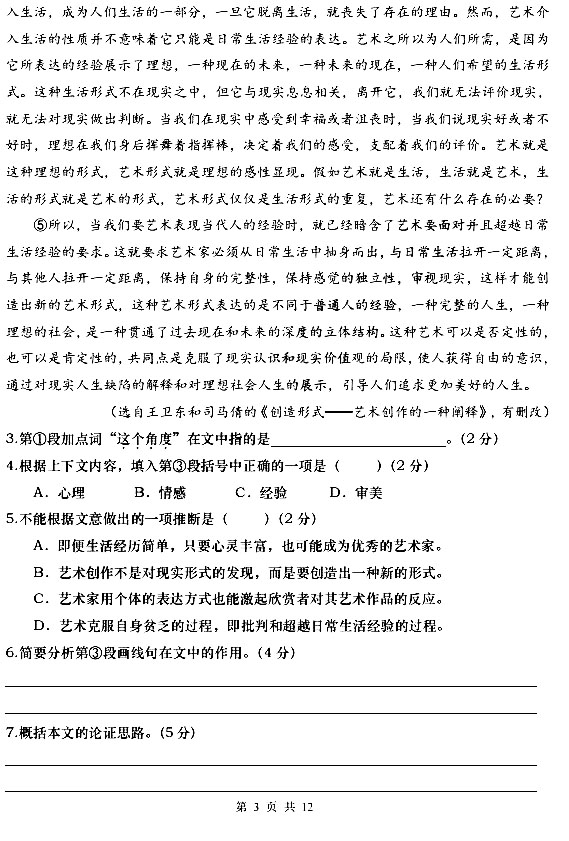 入生活，成为人们生活的一部分，一旦它脱离生活，就丧失了存在的理由。然而，艺术介
入生活的性质并不意味着它只能是日常生活经验的表达。艺术之所以为人们所需，是因为
它所表达的经验展示了理想，一种现在的未来，一种未来的现在，一种人们希望的生活形
式。这种生活形式不在现实之中，但它与现实息息相关，离开它，我们就无法评价现实，
就无法对现实做出判断。当我们在现实中感受到幸福或者沮丧时，当我们说现实好或者不
好时，理想在我们身后挥舞着指挥棒，决定着我们的感受，支配着我们的评价。艺术就是
这种理想的形式，艺术形式就是理想的感性显现。假如艺术就是生活，生活就是艺术，生
活的形式就是艺术的形式，艺术形式仅仅是生活形式的重复，艺术还有什么存在的必要？
⑤所以，当我们要艺术表现当代人的经验时，就已经暗含了艺术要面对并且超越日常
生活经验的要求。这就要求艺术家必须从日常生活中抽身而出，与日常生活拉开一定距离，
与其他人拉开一定距离，保持自身的完整性，保持感觉的独立性，审视现实，这样才能创
造出新的艺术形式，这种艺术形式表达的是不同于普通人的经验，一种完整的人生，一种
理想的社会，是一种贯通了过去现在和未来的深度的立体结构。这种艺术可以是否定性的，
也可以是肯定性的，共同点是克服了现实认识和现实价值观的局限，使人获得自由的意识，
通过对现实人生缺陷的解释和对理想社会人生的展示，引导人们追求更加美好的人生。
（选自王卫东和司马倩的《创造形式——艺术创作的一种阐释》，有删改）
3.第①段加点词“这个角度”在文中指的是____________________。（2 分）
4.根据上下文内容，填入第③段括号中正确的一项是（　　）（2 分）
A．心理　　B．情感　　C．经验　　D．审美
5.不能根据文意做出的一项推断是（　　）（2 分）
A．即便生活经历简单，只要心灵丰富，也可能成为优秀的艺术家。
B．艺术创作不是对现实形式的发现，而是要创造出一种新的形式。
C．艺术家用个体的表达方式也能激起欣赏者对其艺术作品的反应。
D．艺术克服自身贫乏的过程，即批判和超越日常生活经验的过程。
6.简要分析第③段画线句在文中的作用。（4 分）
7.概括本文的论证思路。（5 分）
第 3 页 共 12